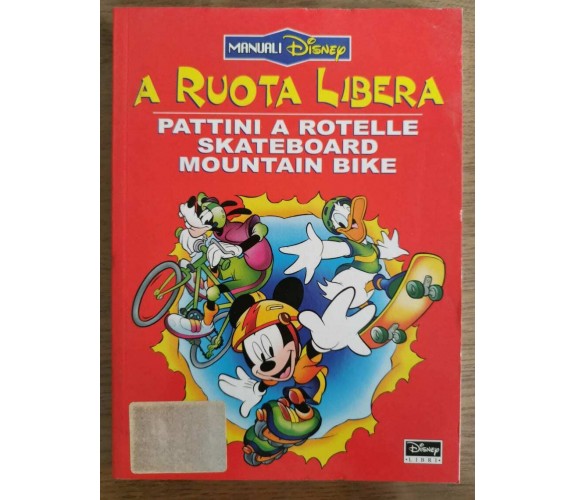 MANUALI DISNEY
A RUOTA LIBERA
PATTINI A ROTELLE
SKATEBOARD
MOUNTAIN BIKE
DISNEY
LIBRI